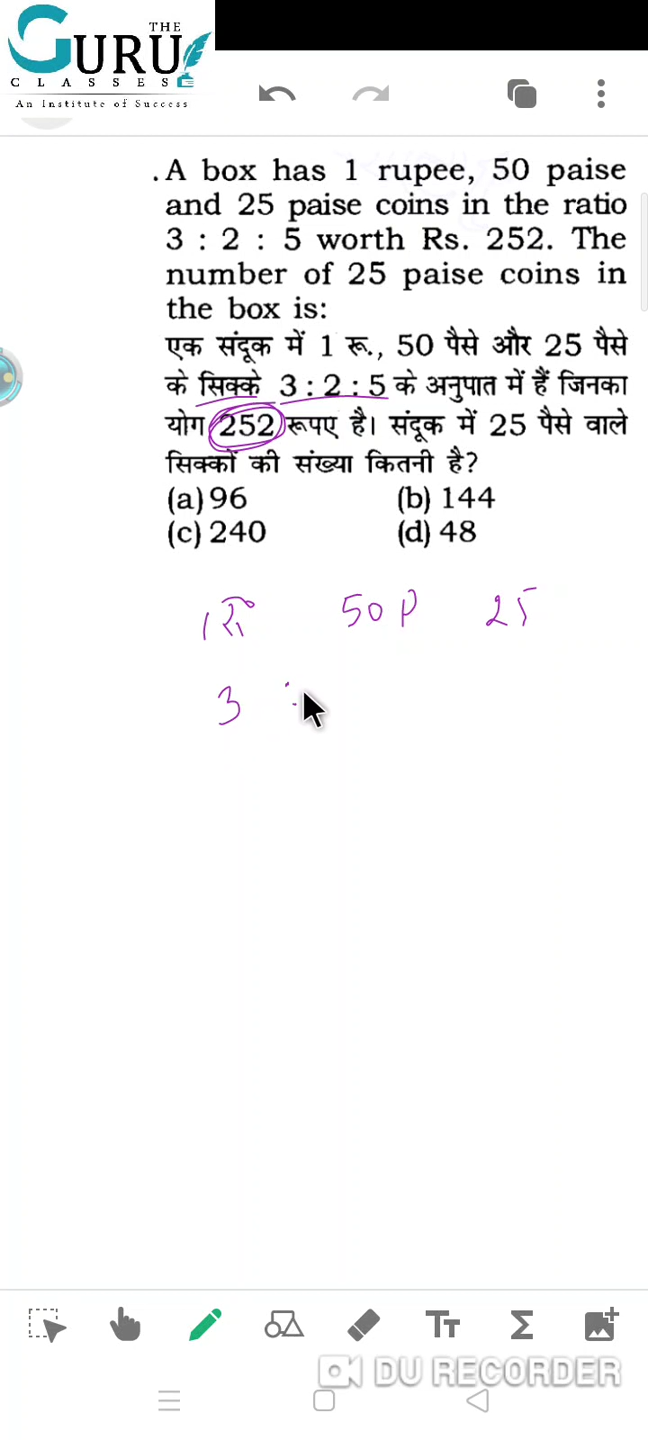 THE
GURU
CLASSES
An Institute of Success
.A box has 1 rupee, 50 paise
and 25 paise coins in the ratio
3 : 2 : 5 worth Rs. 252. The
number of 25 paise coins in
the box is:
एक संदूक में 1 रू., 50 पैसे और 25 पैसे
के सिक्के 3 : 2 : 5 के अनुपात में हैं जिनका
योग 252 रूपए है। संदूक में 25 पैसे वाले
सिक्कों की संख्या कितनी है?
(a) 96 (b) 144
(c) 240 (d) 48
1 50 P 25
3 :
Tт Σ
DU RECORDER